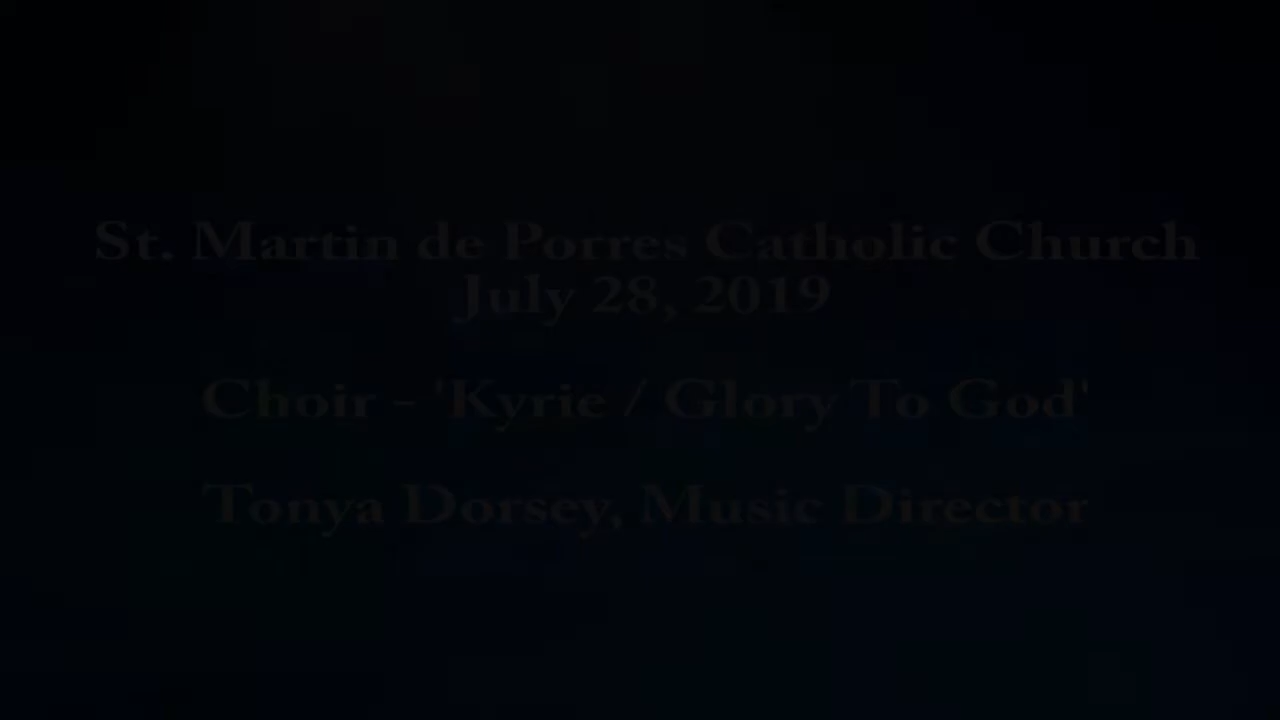 St. Martin de Porres Catholic Church
July 28, 2019
Choir - 'Kyrie / Glory To God'
Tonya Dorsey, Music Director